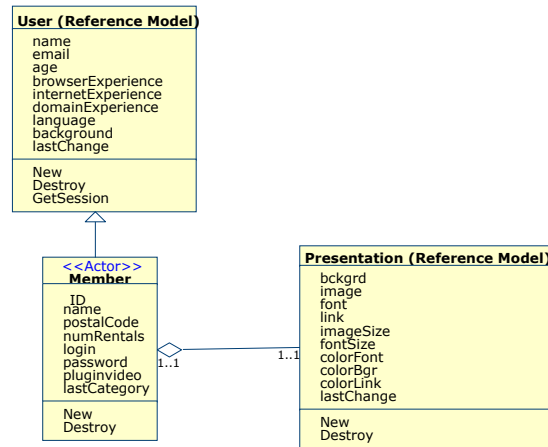 User (Reference Model)
name
email
age
browserExperience
internetExperience
domainExperience
language
background
lastChange
New
Destroy
GetSession
<<Actor>>
Member
ID
name
postalCode
numRentals
login
password
pluginvideo
lastCategory
New
Destroy
1..1
1..1
Presentation (Reference Model)
bckgrd
image
font
link
imageSize
fontSize
colorFont
colorBgr
colorLink
lastChange
New
Destroy